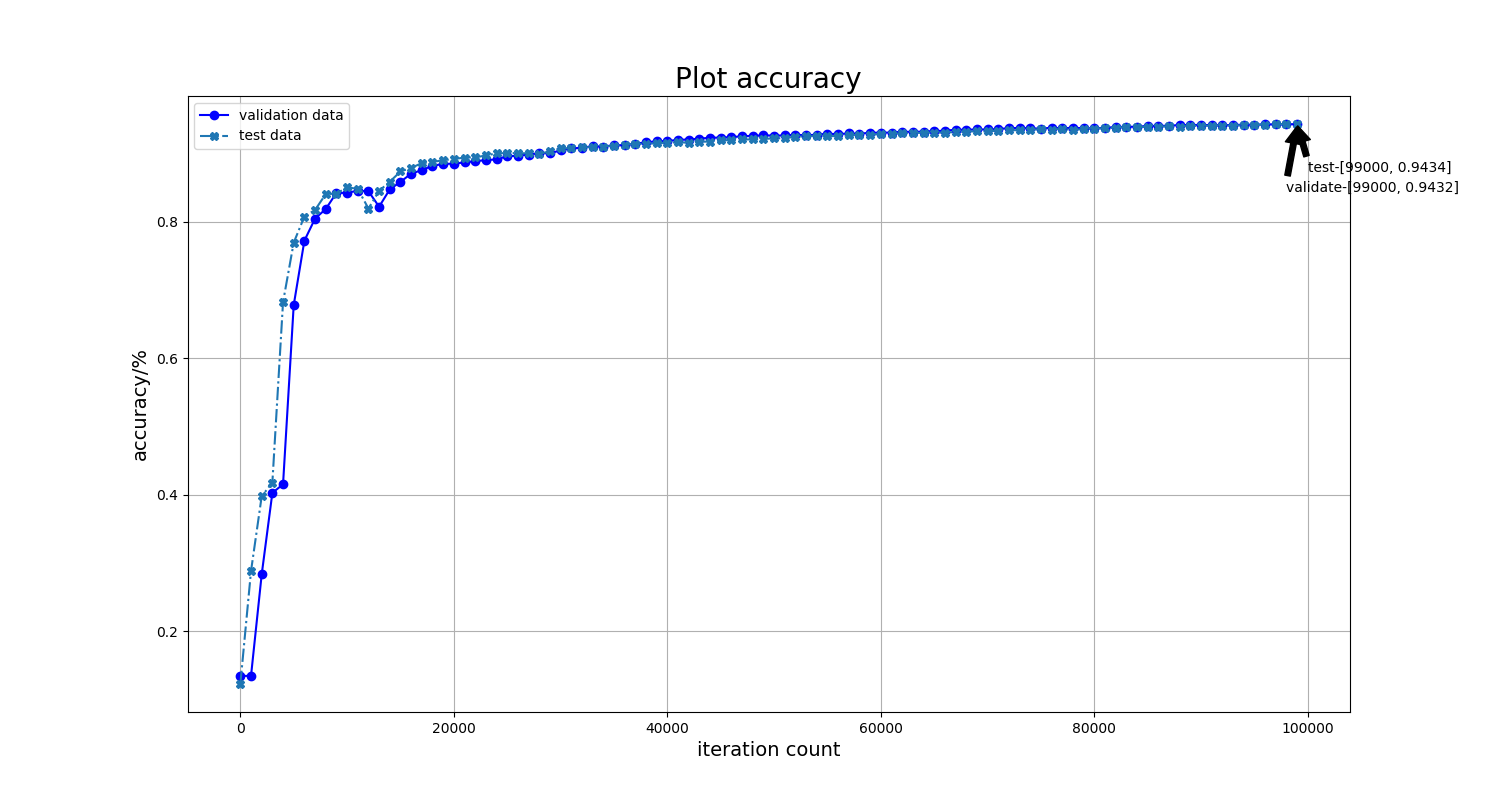 Plot accuracy
validation data
test data
accuracy/%
0.8
0.6
0.4
0.2
test-[99000, 0.9434]
validate-[99000, 0.9432]
0 20000 40000 60000 80000 100000
iteration count